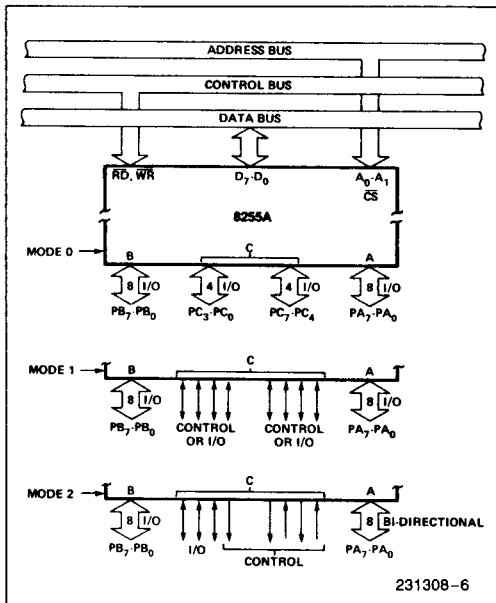 ADDRESS BUS
CONTROL BUS
DATA BUS
RD, WR D7-D0 A0-A1
CS
8255A
MODE 0 B C A
8 I/O 4 I/O 4 I/O 8 I/O
PB7-PB0 PC3-PC0 PC7-PC4 PA7-PA0
MODE 1 B C A
8 I/O 8 I/O
PB7-PB0 CONTROL OR I/O CONTROL OR I/O PA7-PA0
MODE 2 B C A
8 I/O 8 BI-DIRECTIONAL
PB7-PB0 I/O PA7-PA0
CONTROL
231308-6